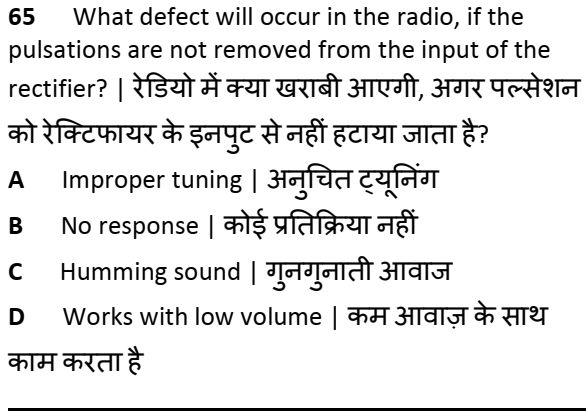 65 What defect will occur in the radio, if the
pulsations are not removed from the input of the
rectifier? | रेडियो में क्या खराबी आएगी, अगर पल्सेशन
को रेक्टिफायर के इनपुट से नहीं हटाया जाता है?
A Improper tuning | अनुचित ट्यूनिंग
B No response | कोई प्रतिक्रिया नहीं
C Humming sound | गुनगुनाती आवाज
D Works with low volume | कम आवाज़ के साथ
काम करता है